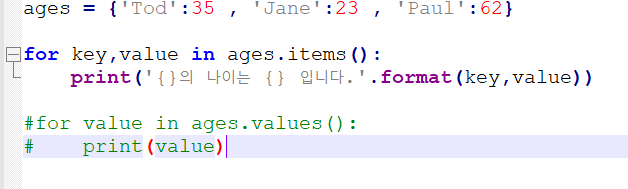 ages = {'Tod':35 , 'Jane':23 , 'Paul':62}
for key,value in ages.items():
    print('{}의 나이는 {} 입니다.'.format(key,value))
#for value in ages.values():
#    print(value)